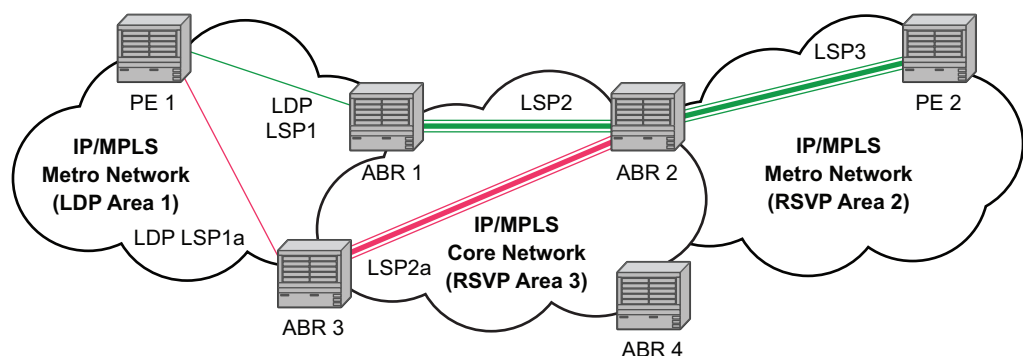 PE 1
LDP
LSP1
LSP2
LSP3
PE 2
IP/MPLS
Metro Network
(LDP Area 1)
ABR 1
ABR 2
IP/MPLS
Metro Network
(RSVP Area 2)
LDP LSP1a
IP/MPLS
Core Network
(RSVP Area 3)
LSP2a
ABR 3
ABR 4